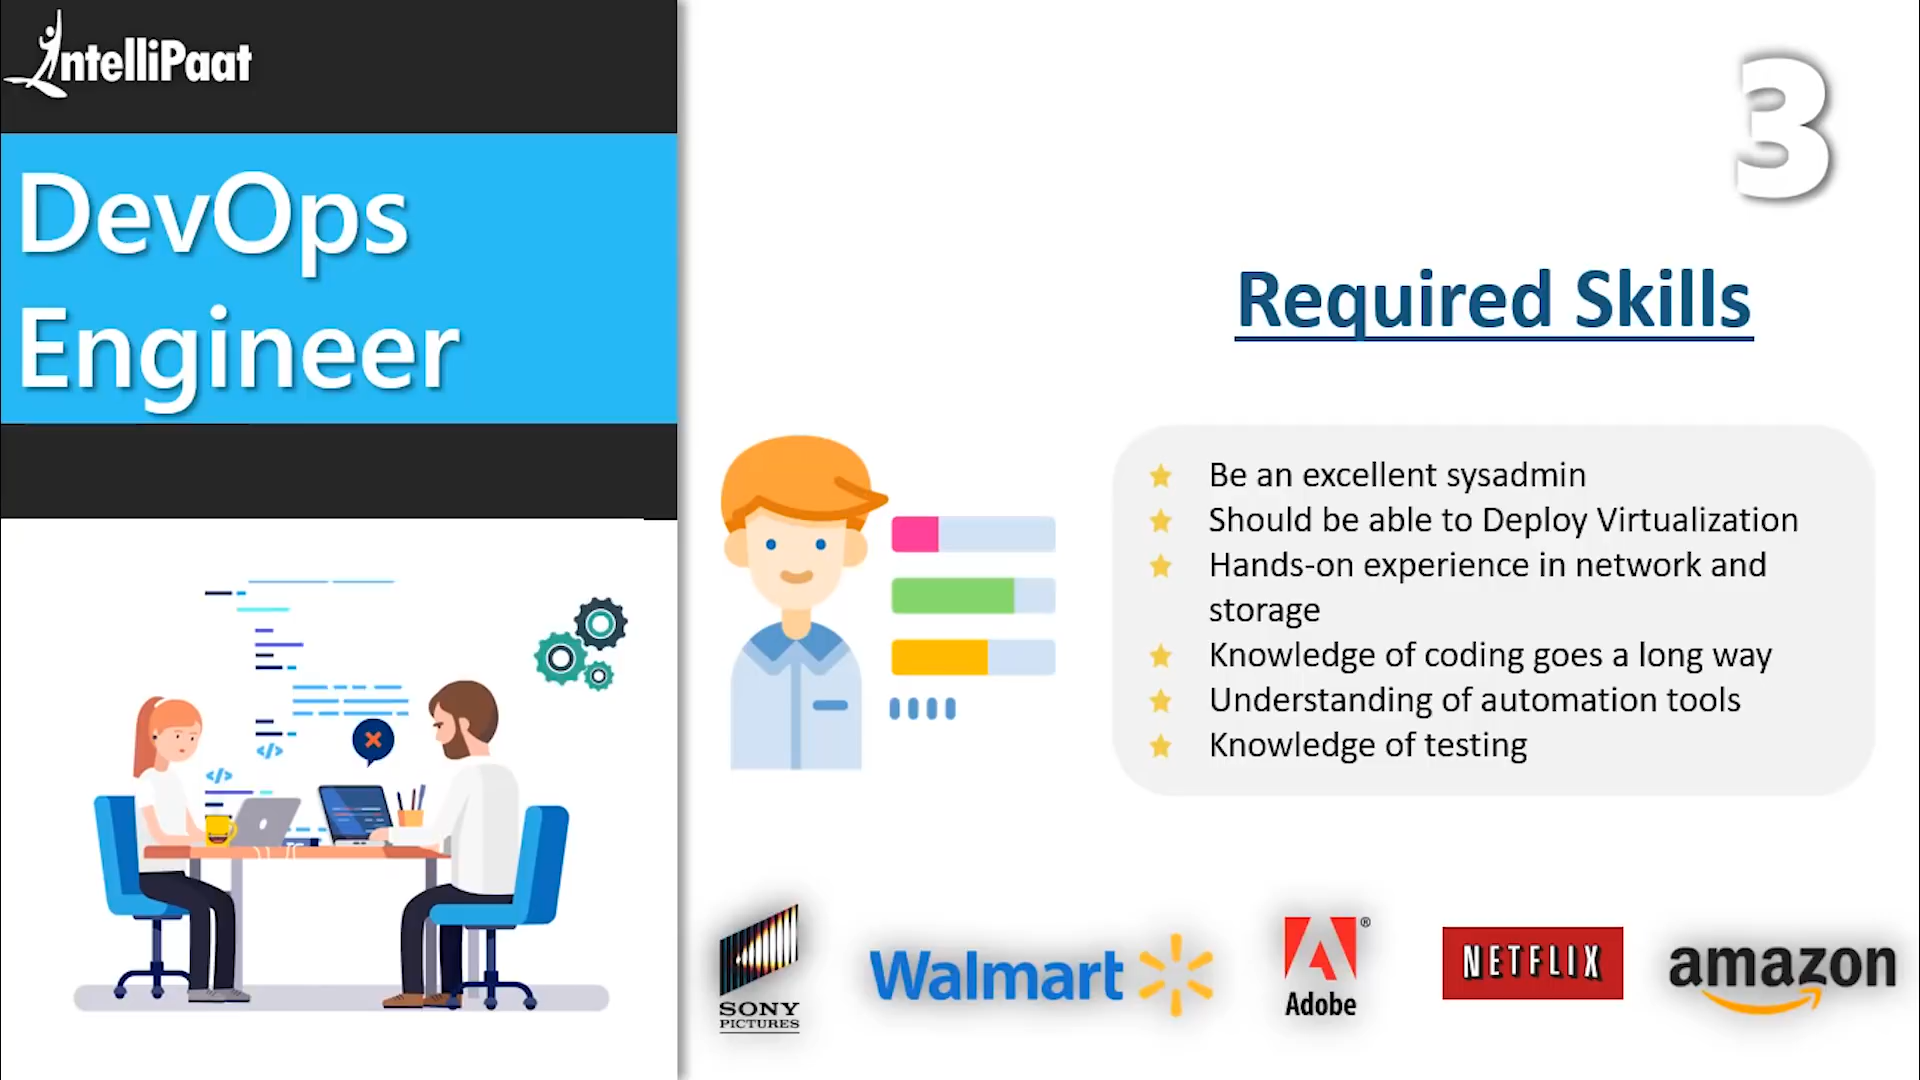 IntelliPaat
DevOps
Engineer
3
Required Skills
Be an excellent sysadmin
Should be able to Deploy Virtualization
Hands-on experience in network and
storage
Knowledge of coding goes a long way
Understanding of automation tools
Knowledge of testing
SONY
PICTURES
Walmart
Adobe
®
NETFLIX
amazon